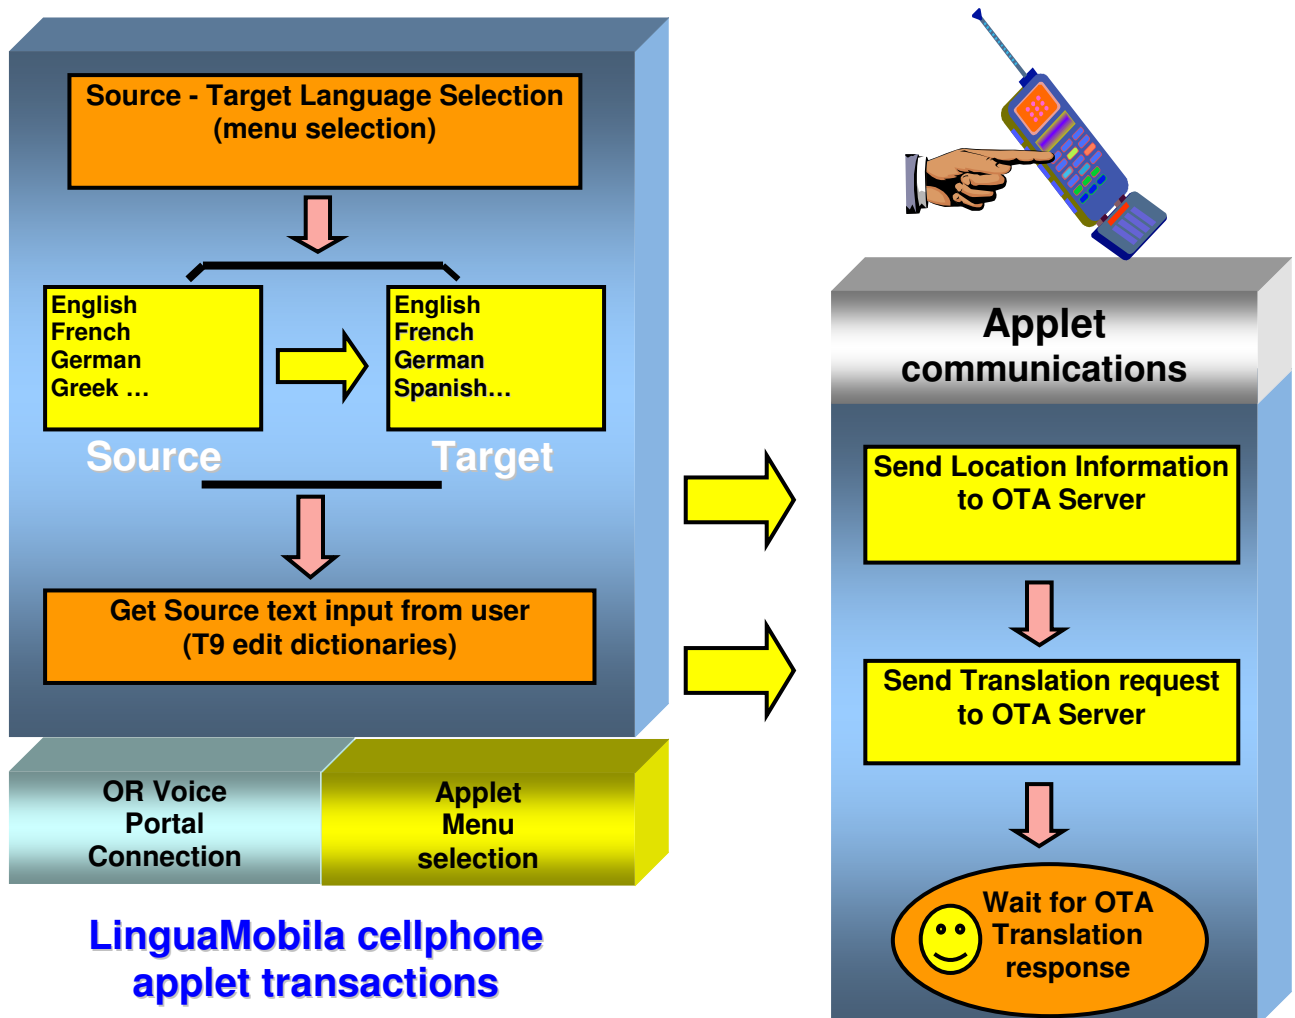 Source - Target Language Selection
(menu selection)
English
French
German
Greek …
English
French
German
Spanish…
Source
Target
Get Source text input from user
(T9 edit dictionaries)
OR Voice
Portal
Connection
Applet
Menu
selection
LinguaMobila cellphone
applet transactions
Applet
communications
Send Location Information
to OTA Server
Send Translation request
to OTA Server
Wait for OTA
Translation
response